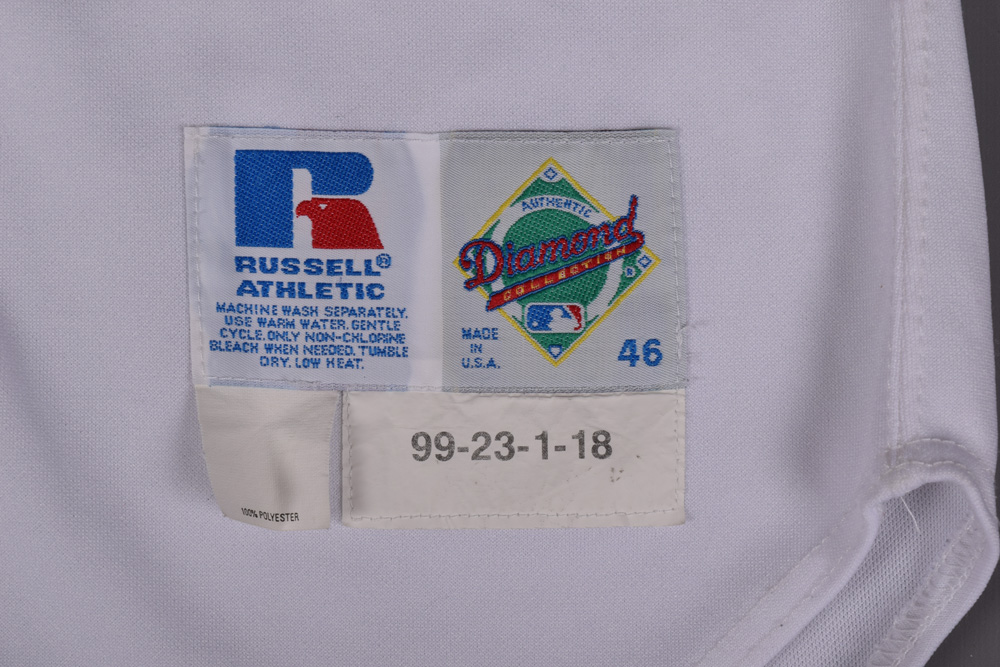 RUSSELL®
ATHLETIC
MACHINE WASH SEPARATELY.
USE WARM WATER. GENTLE
CYCLE. ONLY NON-CHLORINE
BLEACH WHEN NEEDED. TUMBLE
DRY. LOW HEAT.
AUTHENTIC
Diamond
COLLECTION
®
MADE
IN
U.S.A.
46
100% POLYESTER
99-23-1-18